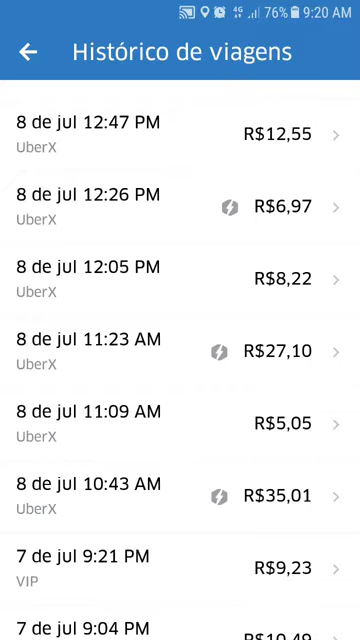 4G 76% 9:20 AM
Histórico de viagens
8 de jul 12:47 PM
R$12,55
UberX
8 de jul 12:26 PM
R$6,97
UberX
8 de jul 12:05 PM
R$8,22
UberX
8 de jul 11:23 AM
R$27,10
UberX
8 de jul 11:09 AM
R$5,05
UberX
8 de jul 10:43 AM
R$35,01
UberX
7 de jul 9:21 PM
R$9,23
VIP
7 de jul 9:04 PM
R$10,49